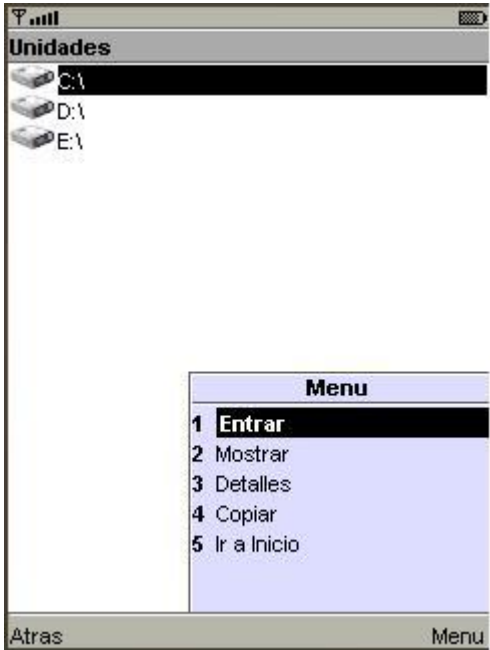 Unidades
C:\
D:\
E:\
Menu
1 Entrar
2 Mostrar
3 Detalles
4 Copiar
5 Ir a Inicio
Atras Menu